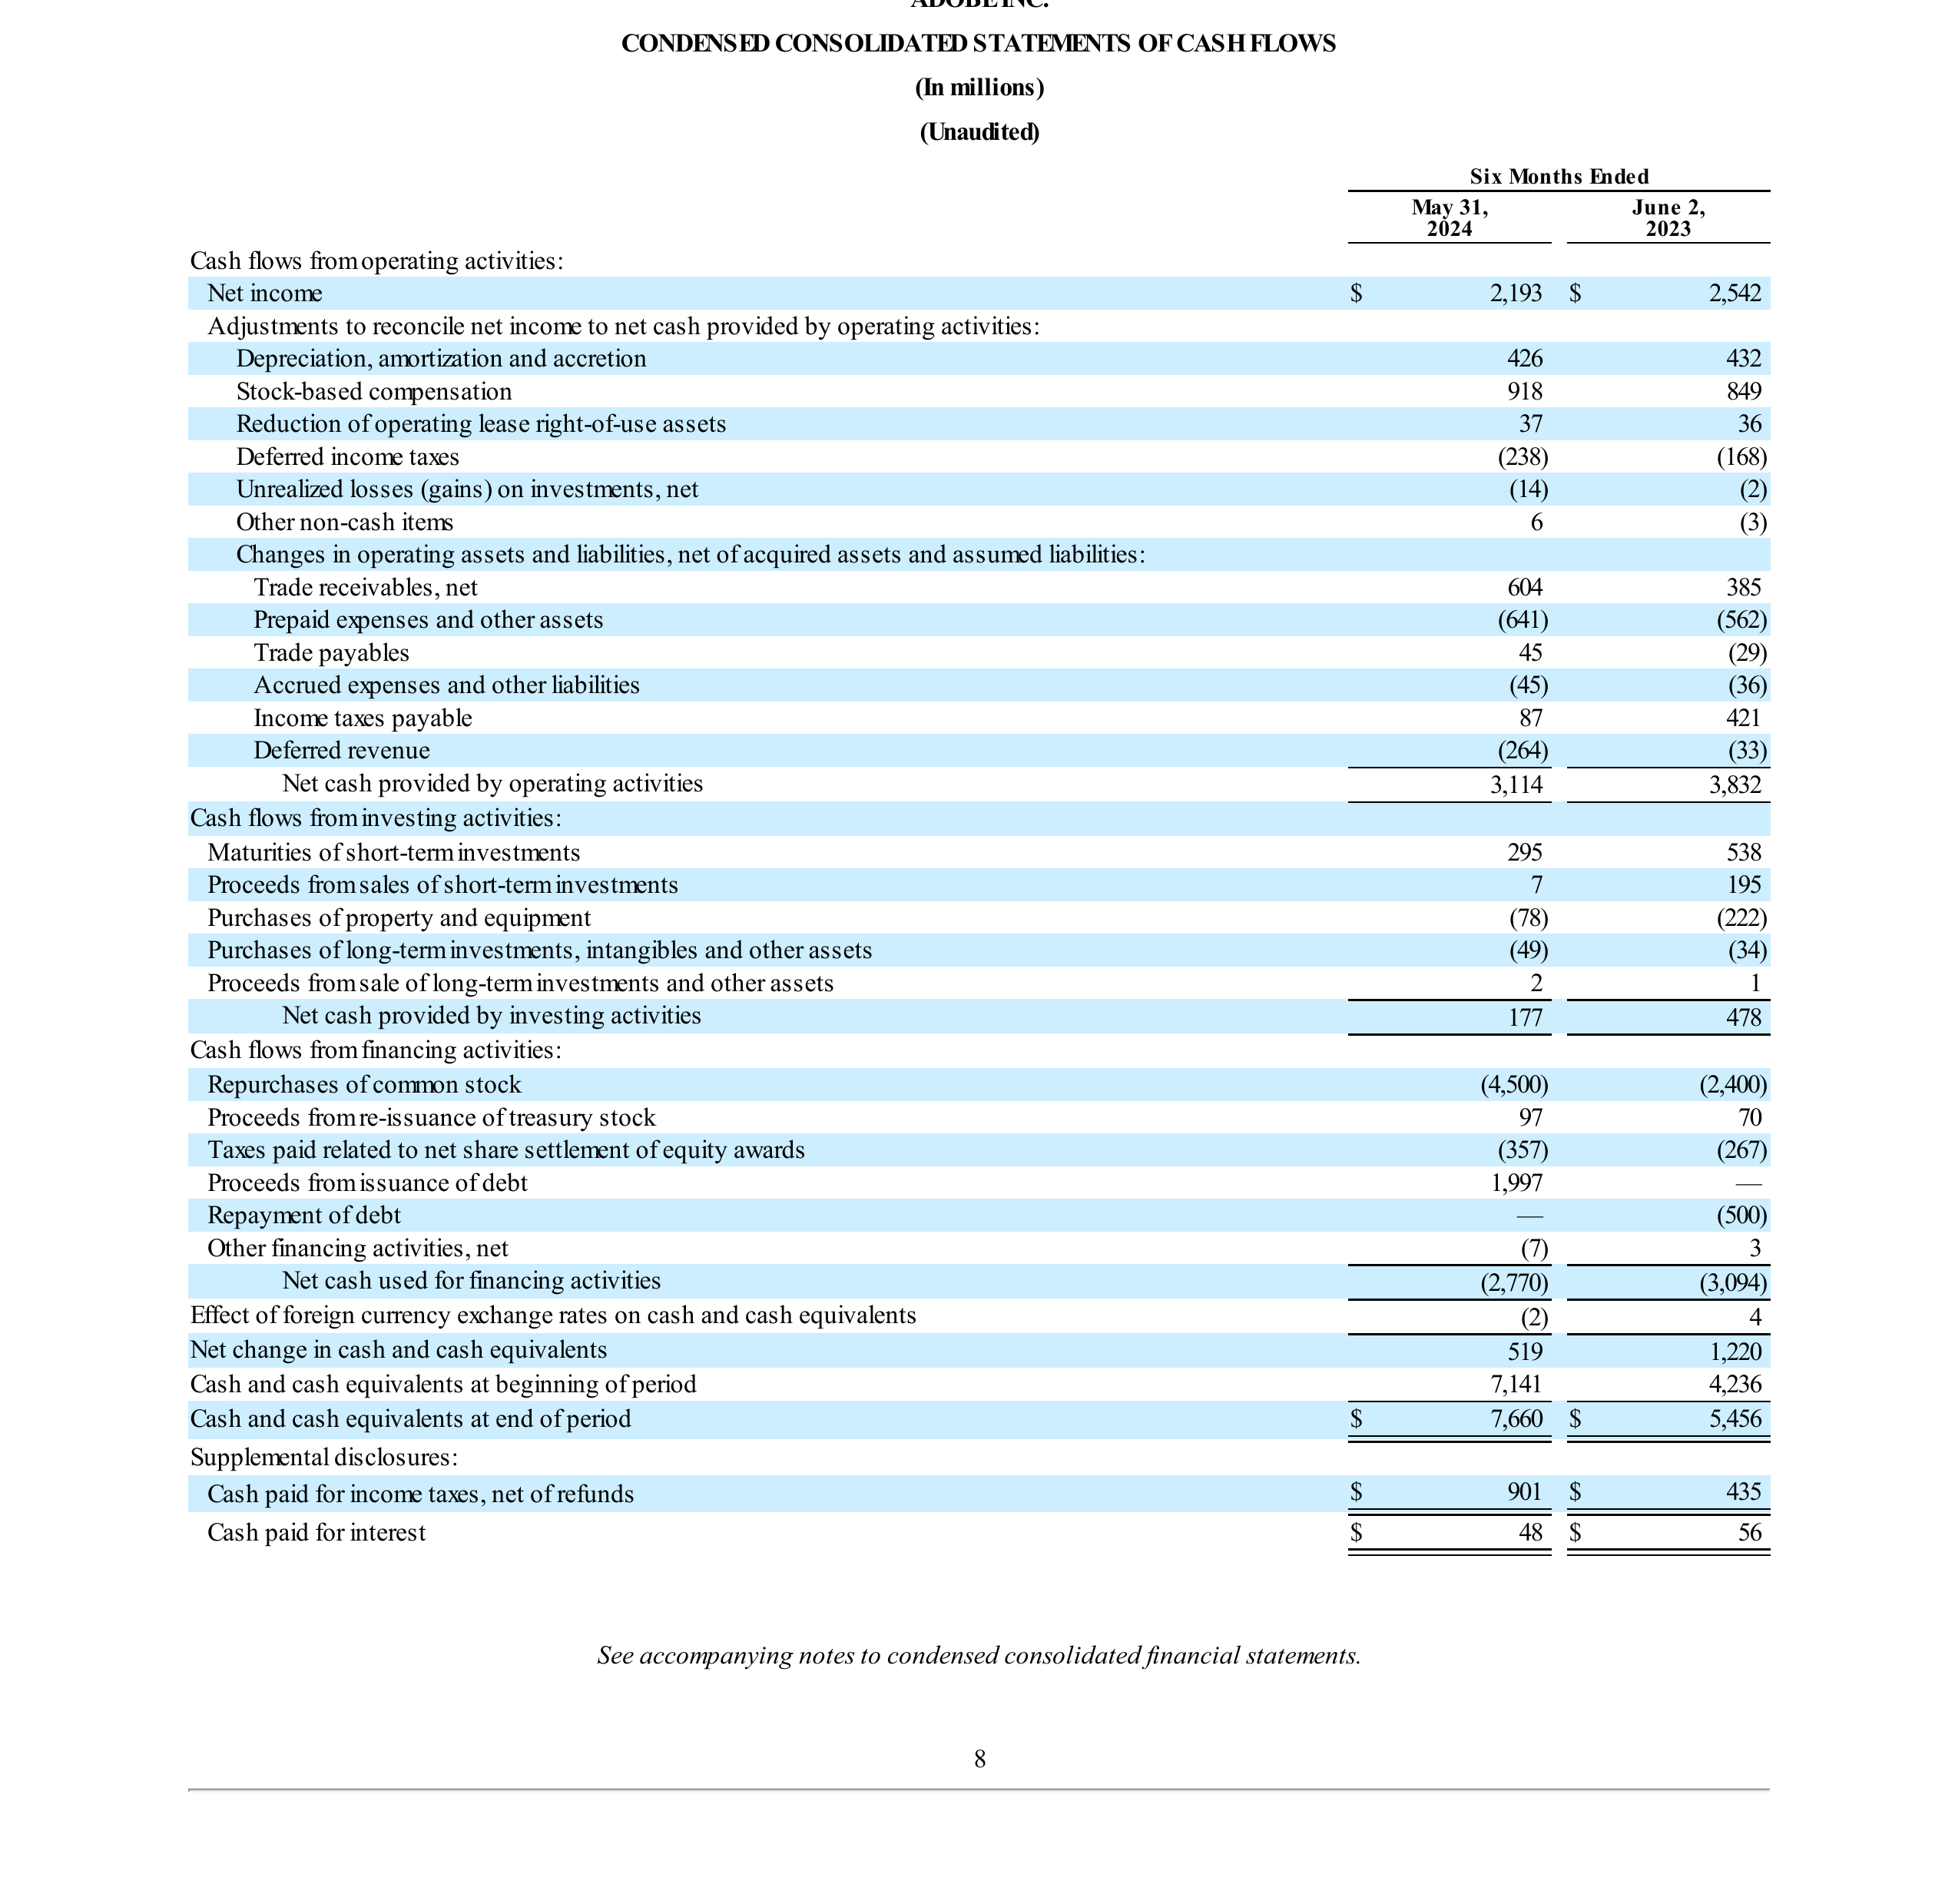 ADOBE INC.
CONDENSED CONSOLIDATED STATEMENTS OF CASH FLOWS
(In millions)
(Unaudited)
Six Months Ended
May 31, 2024 June 2, 2023
Cash flows from operating activities:
Net income $ 2,193 $ 2,542
Adjustments to reconcile net income to net cash provided by operating activities:
Depreciation, amortization and accretion 426 432
Stock-based compensation 918 849
Reduction of operating lease right-of-use assets 37 36
Deferred income taxes (238) (168)
Unrealized losses (gains) on investments, net (14) (2)
Other non-cash items 6 (3)
Changes in operating assets and liabilities, net of acquired assets and assumed liabilities:
Trade receivables, net 604 385
Prepaid expenses and other assets (641) (562)
Trade payables 45 (29)
Accrued expenses and other liabilities (45) (36)
Income taxes payable 87 421
Deferred revenue (264) (33)
Net cash provided by operating activities 3,114 3,832
Cash flows from investing activities:
Maturities of short-term investments 295 538
Proceeds from sales of short-term investments 7 195
Purchases of property and equipment (78) (222)
Purchases of long-term investments, intangibles and other assets (49) (34)
Proceeds from sale of long-term investments and other assets 2 1
Net cash provided by investing activities 177 478
Cash flows from financing activities:
Repurchases of common stock (4,500) (2,400)
Proceeds from re-issuance of treasury stock 97 70
Taxes paid related to net share settlement of equity awards (357) (267)
Proceeds from issuance of debt 1,997 —
Repayment of debt — (500)
Other financing activities, net (7) 3
Net cash used for financing activities (2,770) (3,094)
Effect of foreign currency exchange rates on cash and cash equivalents (2) 4
Net change in cash and cash equivalents 519 1,220
Cash and cash equivalents at beginning of period 7,141 4,236
Cash and cash equivalents at end of period $ 7,660 $ 5,456
Supplemental disclosures:
Cash paid for income taxes, net of refunds $ 901 $ 435
Cash paid for interest $ 48 $ 56
See accompanying notes to condensed consolidated financial statements.
8